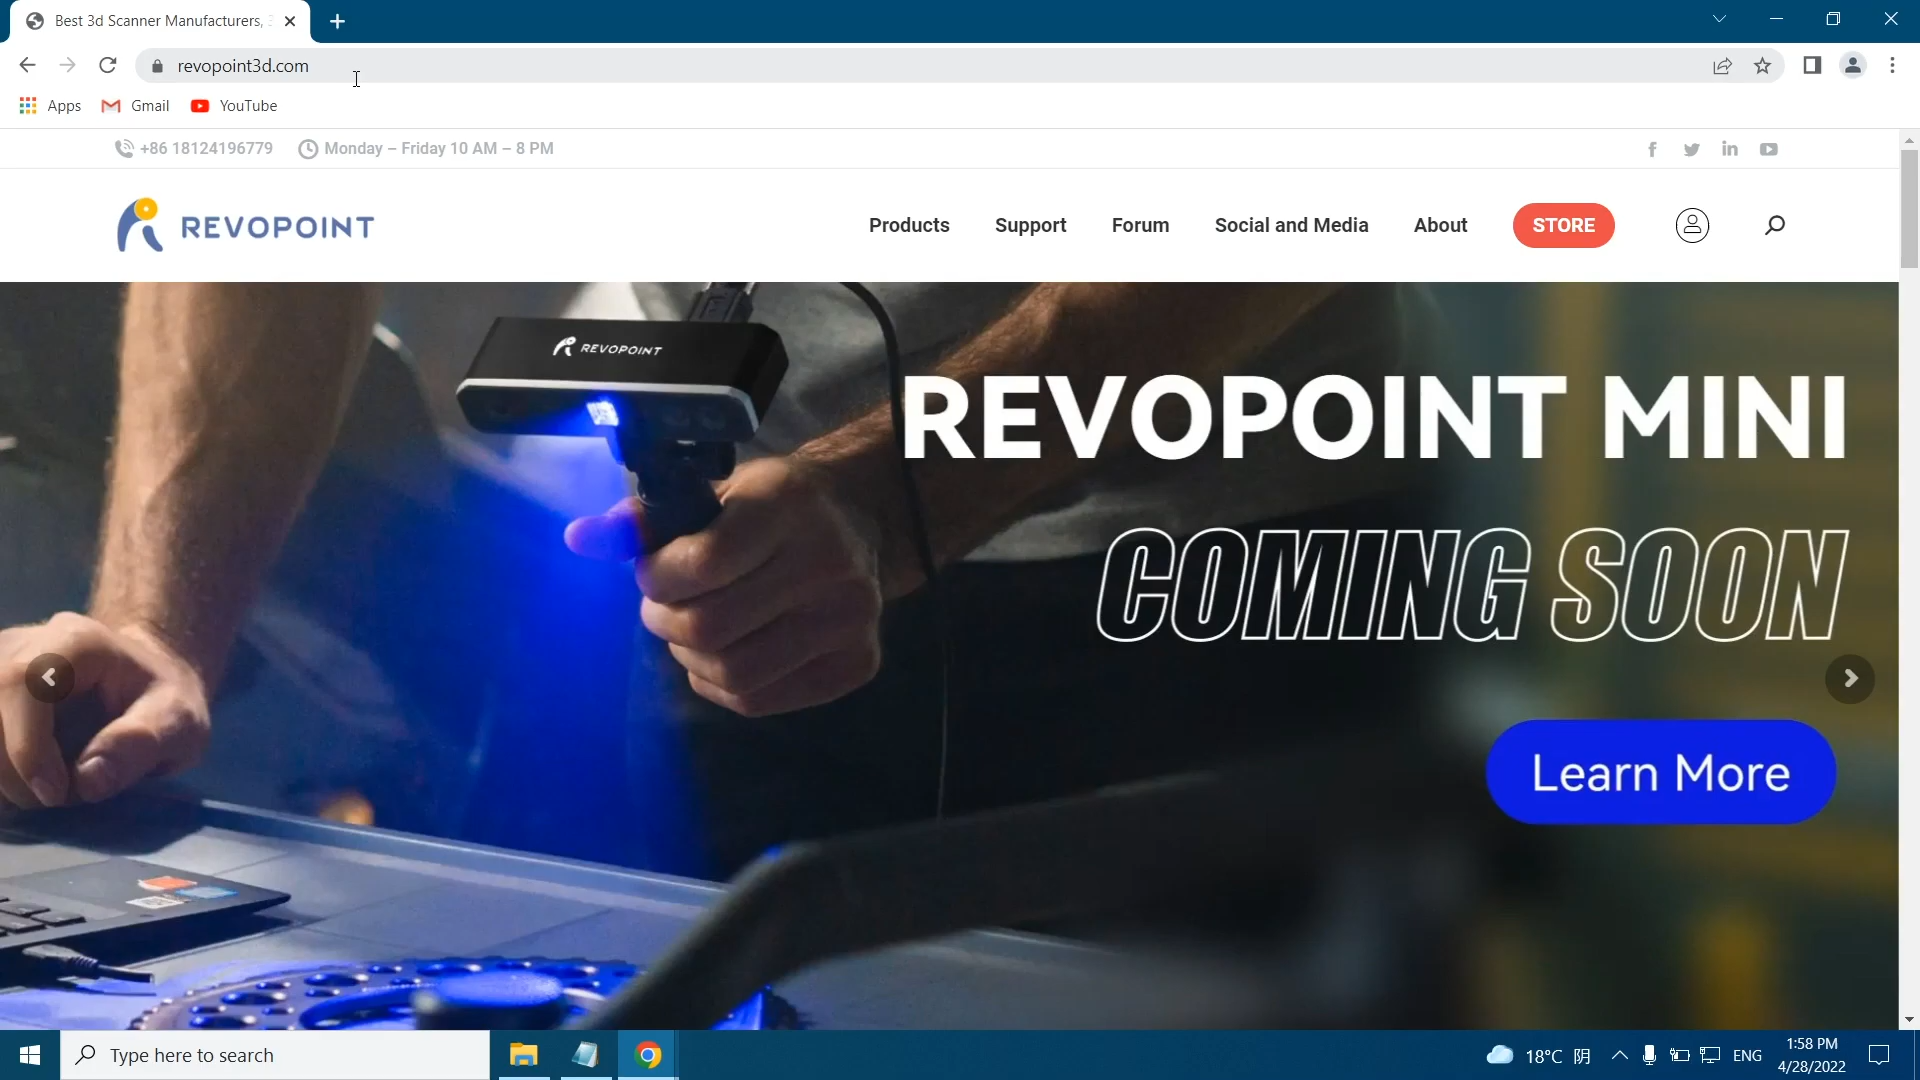 Best 3d Scanner Manufacturers,
revopoint3d.com
Apps Gmail YouTube
+86 18124196779 Monday – Friday 10 AM – 8 PM
REVOPOINT Products Support Forum Social and Media About STORE
REVOPOINT
REVOPOINT MINI
COMING SOON
Learn More
Type here to search
18°C 阴 ENG
1:58 PM
4/28/2022